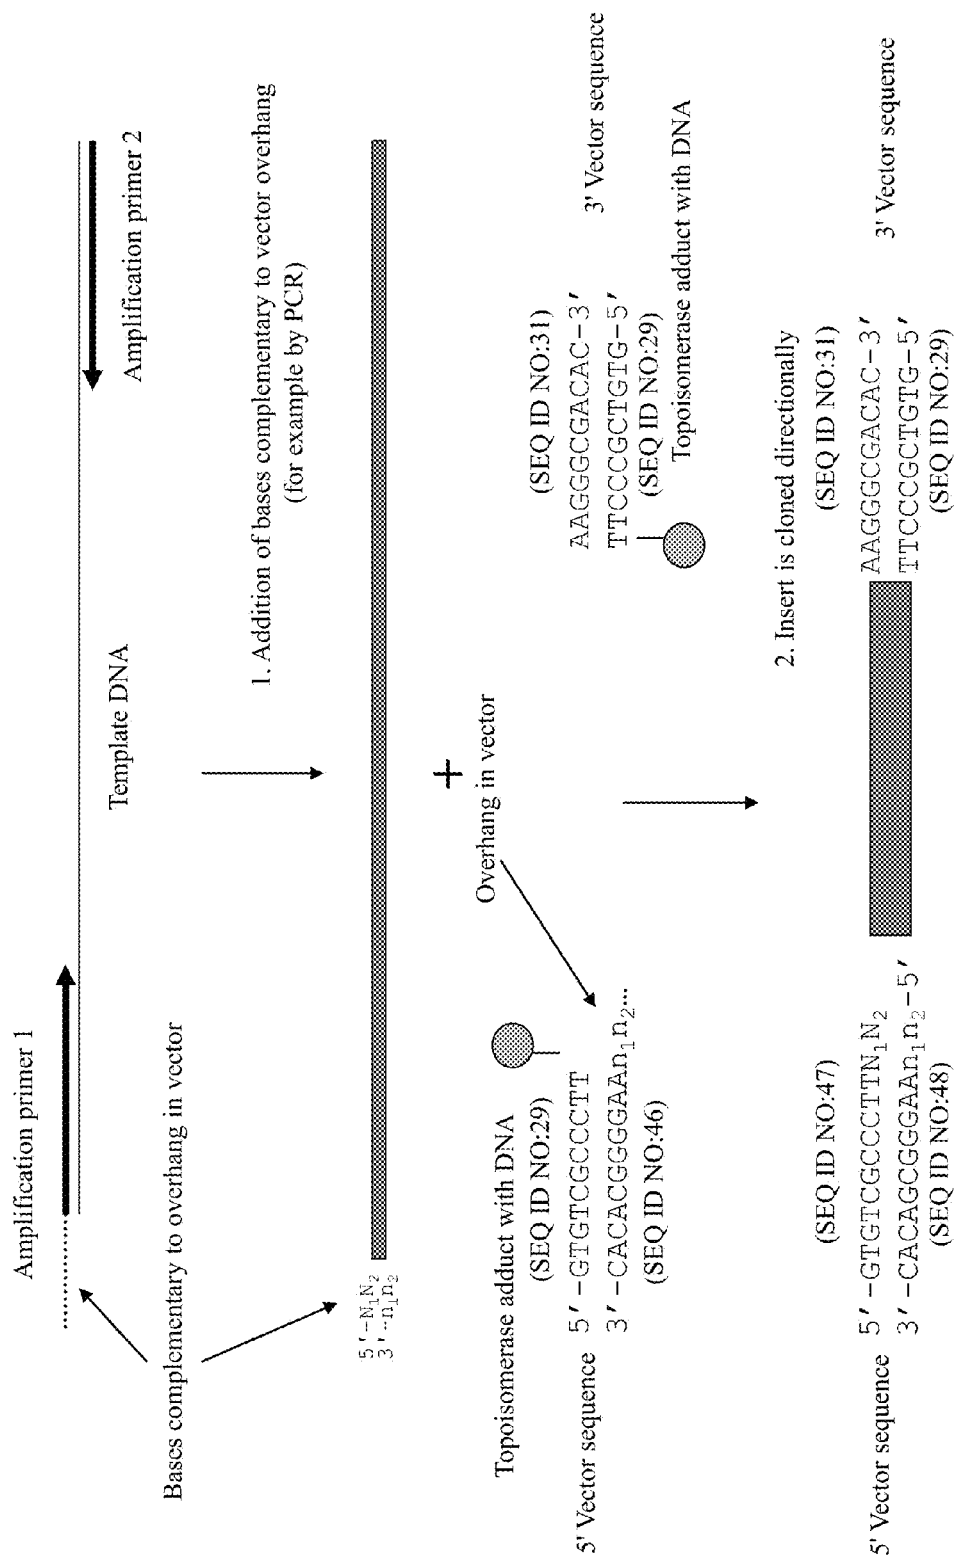 Amplification primer 1
Bases complementary to overhang in vector
Template DNA
Amplification primer 2
1. Addition of bases complementary to vector overhang
(for example by PCR)
5'-N1N2
3'-n1n2
+
Overhang in vector
Topoisomerase adduct with DNA
(SEQ ID NO:29)
5' Vector sequence 5'-GTGTCGCCCTT
3'-CACACGGGGAAn1n2...
(SEQ ID NO:46)
(SEQ ID NO:31)
AAGGGCGACAC-3'
3' Vector sequence
TTCCCGCTGTG-5'
(SEQ ID NO:29)
Topoisomerase adduct with DNA
2. Insert is cloned directionally
(SEQ ID NO:47)
5' Vector sequence 5'-GTGTCGCCCTTN1N2
3'-CACAGCGGGAAn1n2-5'
(SEQ ID NO:48)
(SEQ ID NO:31)
AAGGGCGACAC-3'
3' Vector sequence
TTCCCGCTGTG-5'
(SEQ ID NO:29)